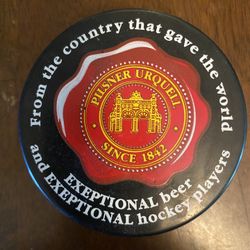 From the country that gave the world
PILSNER URQUELL
SINCE 1842
EXEPTIONAL beer
and EXEPTIONAL hockey players